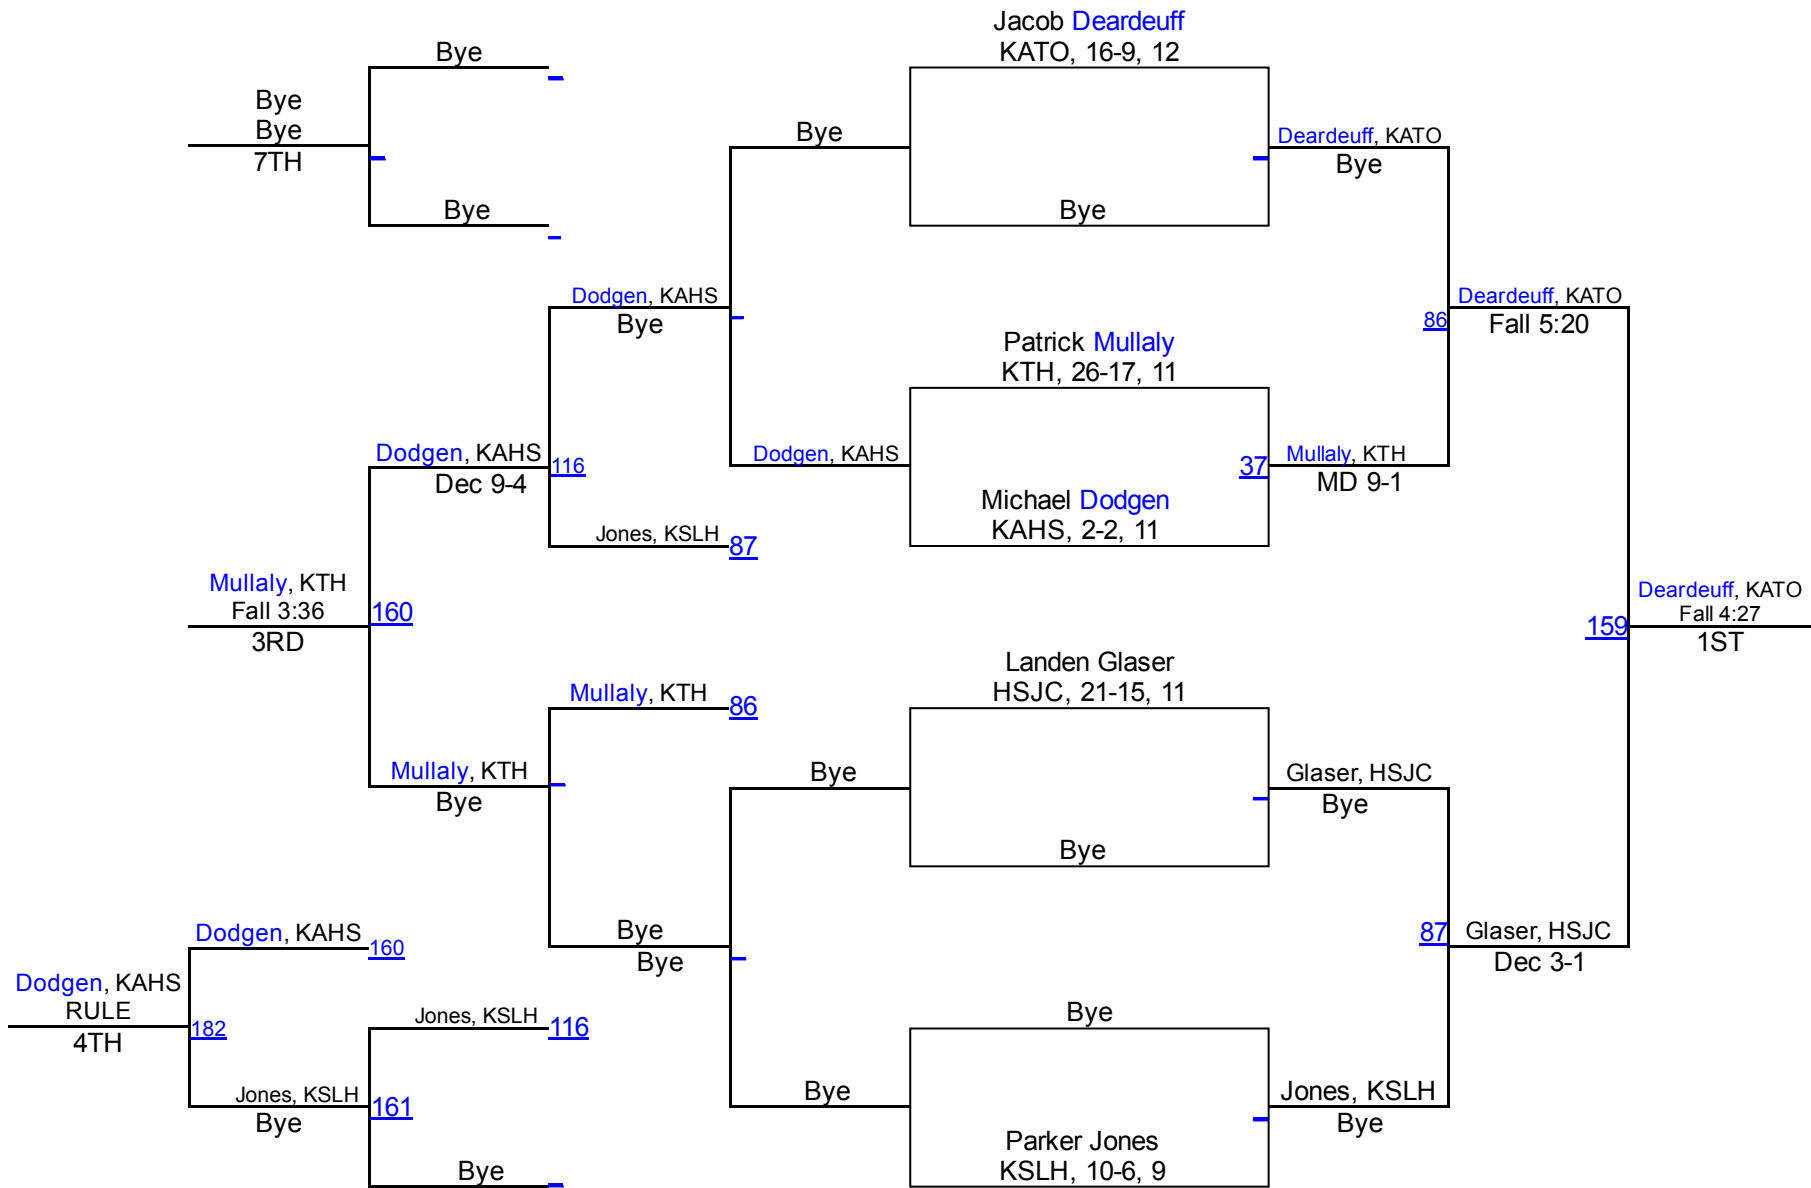 Jacob Deardeuff
KATO, 16-9, 12
Bye
Bye
Bye
7TH
Bye
Bye
Deardeuff, KATO
Bye
Bye
Dodgen, KAHS
Bye
Deardeuff, KATO
86
Fall 5:20
Patrick Mullaly
KTH, 26-17, 11
Dodgen, KAHS
116
Dec 9-4
Dodgen, KAHS
37
Mullaly, KTH
MD 9-1
Michael Dodgen
KAHS, 2-2, 11
Jones, KSLH
87
Mullaly, KTH
Fall 3:36
160
3RD
Deardeuff, KATO
Fall 4:27
159
1ST
Landen Glaser
HSJC, 21-15, 11
Mullaly, KTH
86
Mullaly, KTH
Bye
Bye
Glaser, HSJC
Bye
Bye
Dodgen, KAHS
160
Bye
Bye
87
Glaser, HSJC
Dec 3-1
Dodgen, KAHS
RULE
182
4TH
Jones, KSLH
116
Bye
Jones, KSLH
161
Bye
Bye
Jones, KSLH
Bye
Parker Jones
KSLH, 10-6, 9
Bye